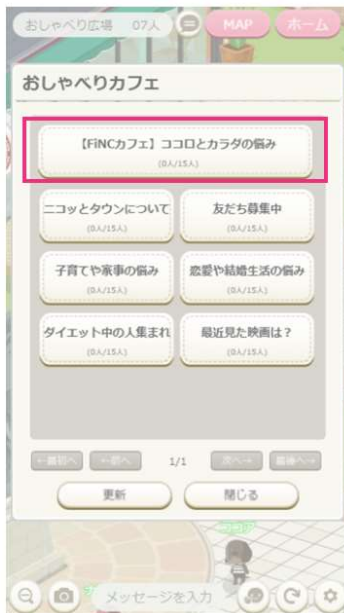 おしゃべり広場 07人
MAP
ホーム
おしゃべりカフェ
【FiNCカフェ】ココロとカラダの悩み
(0人/15人)
ニコッとタウンについて
(0人/15人)
友だち募集中
(0人/15人)
子育てや家事の悩み
(0人/15人)
恋愛や結婚生活の悩み
(0人/15人)
ダイエット中の人集まれ
(0人/15人)
最近見た映画は？
(0人/15人)
←最初へ
←前へ
1/1
次へ→
最後へ→
更新
閉じる
ココア
メッセージを入力